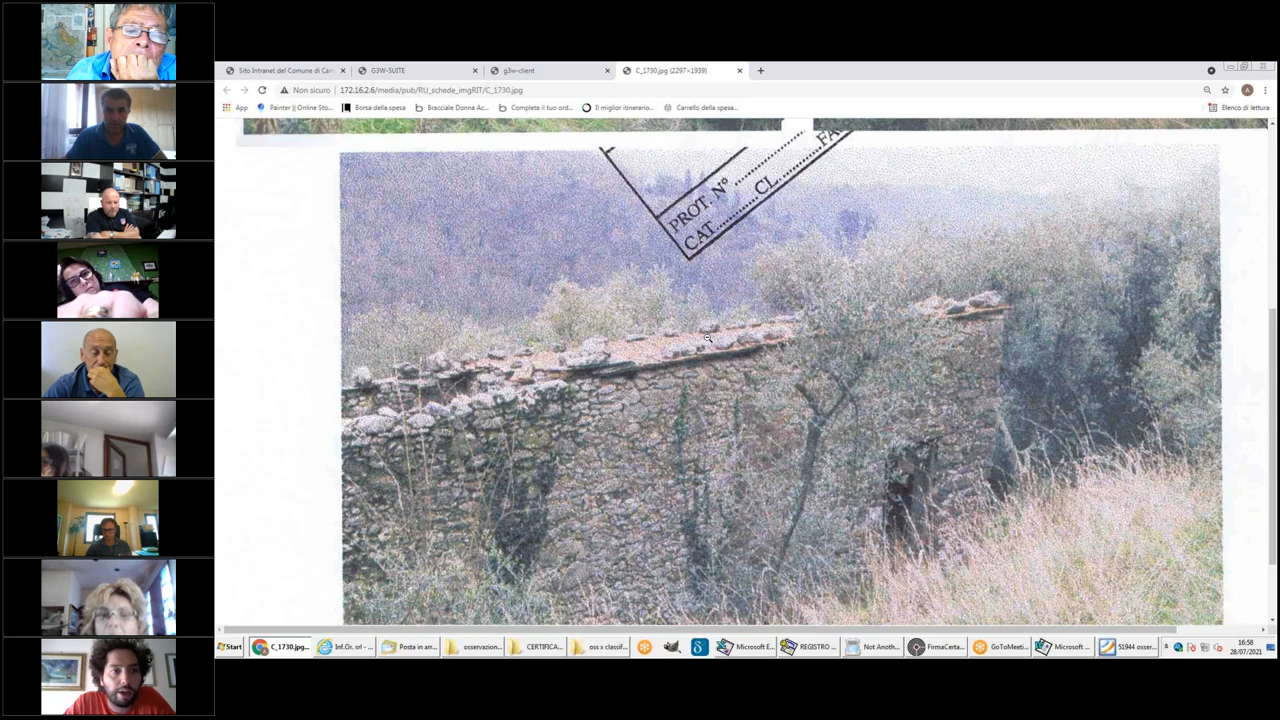 Sito Intranet del Comune di Can
G3W-SUITE
g3w-client
C_1730.jpg (2297×1939)
Non sicuro
172.16.2.6/media/pub/RU_schede_imgRIT/C_1730.jpg
App
Painter || Online Sto...
Borsa della spesa
Bracciale Donna Ac...
Complete il tuo ord...
Il miglior itinerario...
Carrello della spesa...
Elenco di lettura
PROT. N° ........... FA
CAT........... CL
Start
C_1730.jpg...
Inf.Or. srl - ...
Posta in arr...
osservazion...
CERTIFICA...
oss x classif...
Microsoft E...
REGISTRO ...
Not Anoth...
FirmaCerta...
GoToMeeti...
Microsoft ...
51944 osser...
16:58
28/07/2021